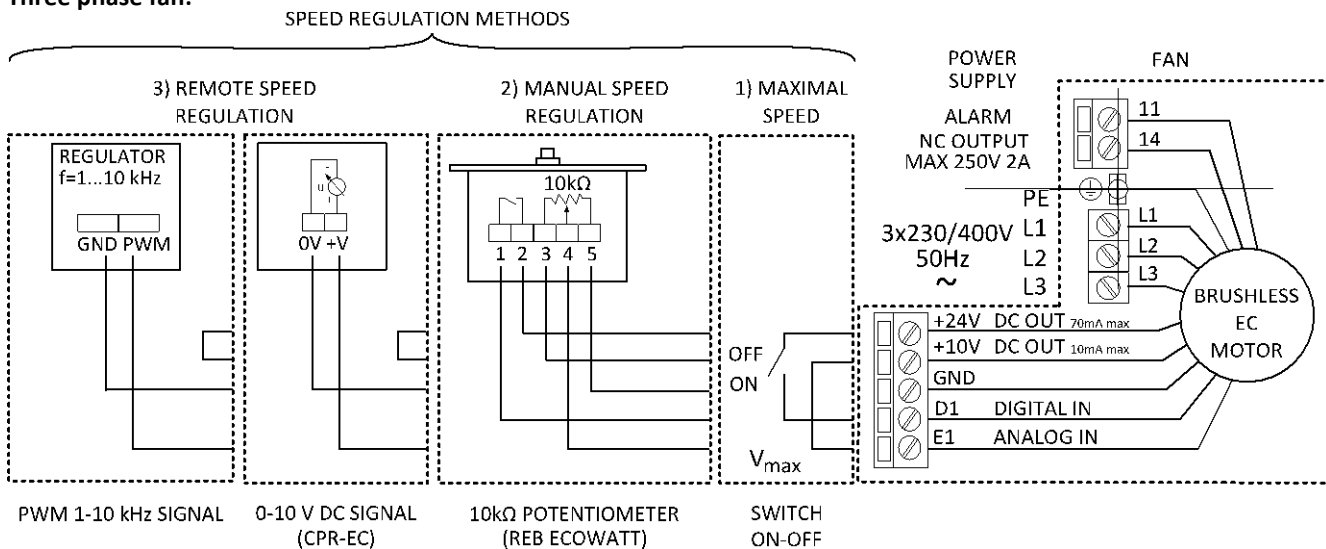 Three phase fan:
SPEED REGULATION METHODS
3) REMOTE SPEED
REGULATION
2) MANUAL SPEED
REGULATION
1) MAXIMAL
SPEED
POWER
SUPPLY
FAN
REGULATOR
f=1...10 kHz
GND PWM
u
0V +V
10kΩ
1 2 3 4 5
OFF
ON
Vmax
ALARM
NC OUTPUT
MAX 250V 2A
11
14
PE
3x230/400V
50Hz
~
L1
L2
L3
L1
L2
L3
BRUSHLESS
EC
MOTOR
+24V DC OUT 70mA max
+10V DC OUT 10mA max
GND
D1 DIGITAL IN
E1 ANALOG IN
PWM 1-10 kHz SIGNAL
0-10 V DC SIGNAL
(CPR-EC)
10kΩ POTENTIOMETER
(REB ECOWATT)
SWITCH
ON-OFF